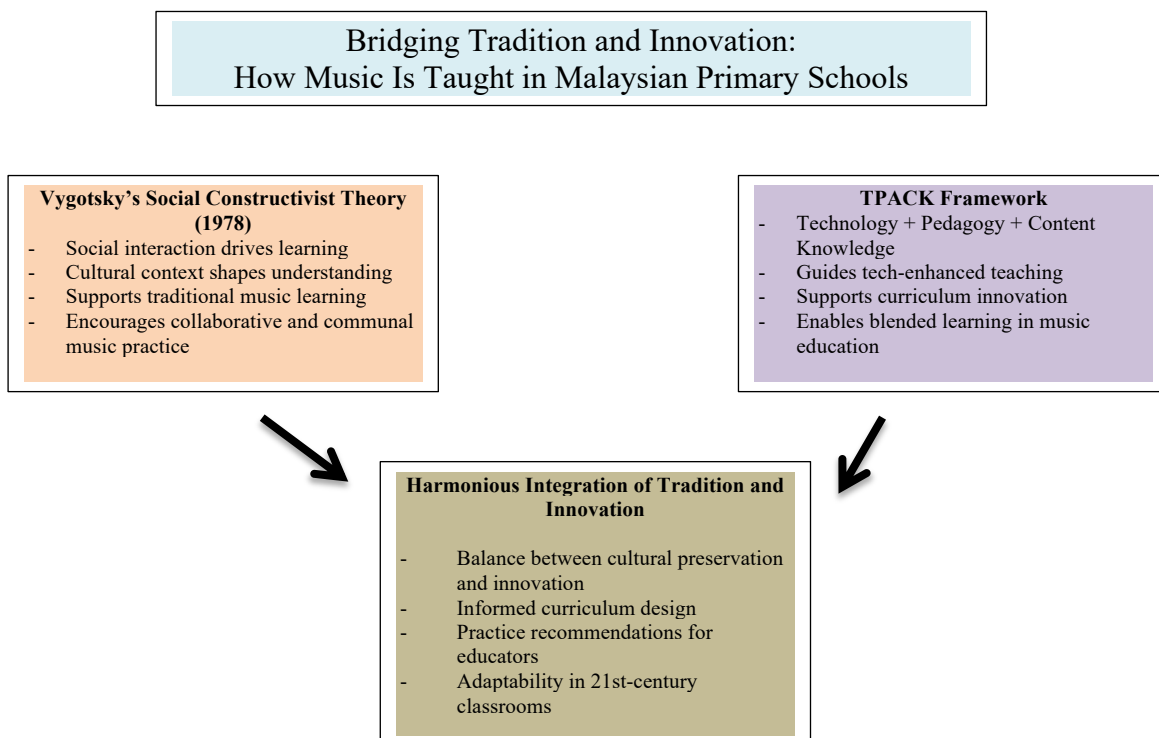 Bridging Tradition and Innovation:
How Music Is Taught in Malaysian Primary Schools
Vygotsky’s Social Constructivist Theory
(1978)
- Social interaction drives learning
- Cultural context shapes understanding
- Supports traditional music learning
- Encourages collaborative and communal
music practice
TPACK Framework
- Technology + Pedagogy + Content
Knowledge
- Guides tech-enhanced teaching
- Supports curriculum innovation
- Enables blended learning in music
education
Harmonious Integration of Tradition and
Innovation
- Balance between cultural preservation
and innovation
- Informed curriculum design
- Practice recommendations for
educators
- Adaptability in 21st-century
classrooms